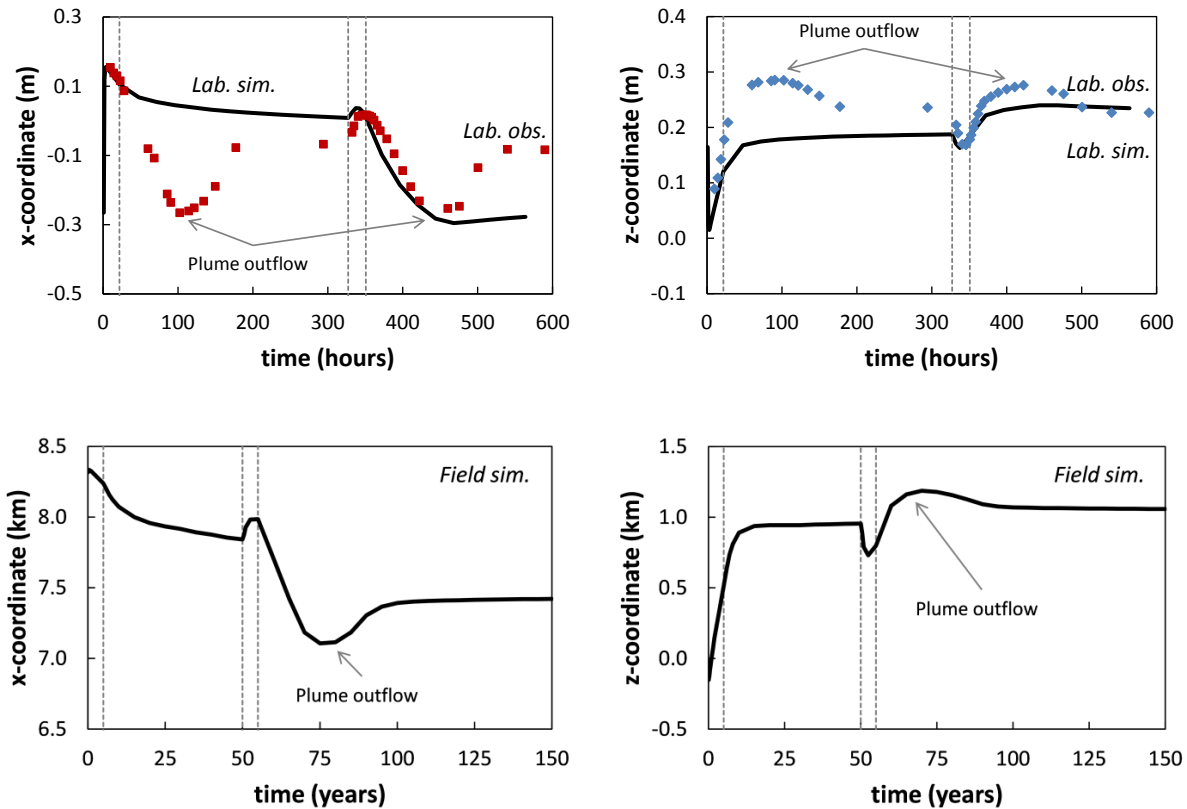 0.3
0.1
-0.1
-0.3
-0.5
x-coordinate (m)
Plume outflow
Lab. sim.
Lab. obs.
Plume outflow
0 100 200 300 400 500 600
time (hours)
0.4
0.3
0.2
0.1
0.0
-0.1
z-coordinate (m)
Plume outflow
Lab. obs.
Lab. sim.
0 100 200 300 400 500 600
time (hours)
8.5
8.0
7.5
7.0
6.5
x-coordinate (km)
Field sim.
Plume outflow
0 25 50 75 100 125 150
time (years)
1.5
1.0
0.5
0.0
-0.5
z-coordinate (km)
Field sim.
Plume outflow
0 25 50 75 100 125 150
time (years)